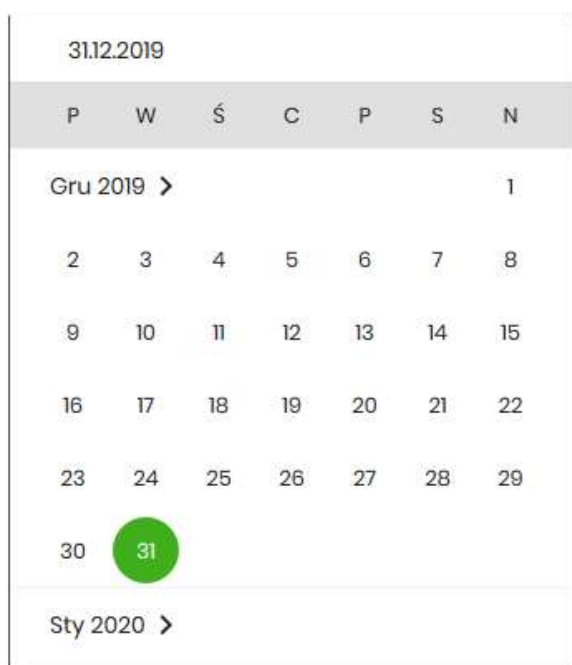 31.12.2019
P W Ś C P S N
Gru 2019 1
2 3 4 5 6 7 8
9 10 11 12 13 14 15
16 17 18 19 20 21 22
23 24 25 26 27 28 29
30 31
Sty 2020